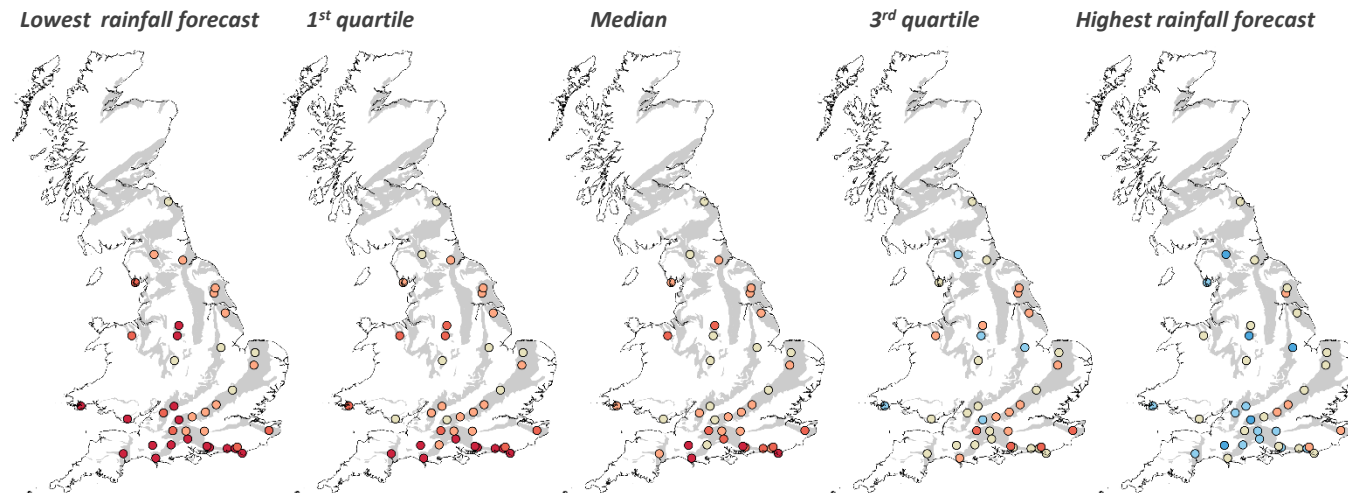 Lowest rainfall forecast
1st quartile
Median
3rd quartile
Highest rainfall forecast